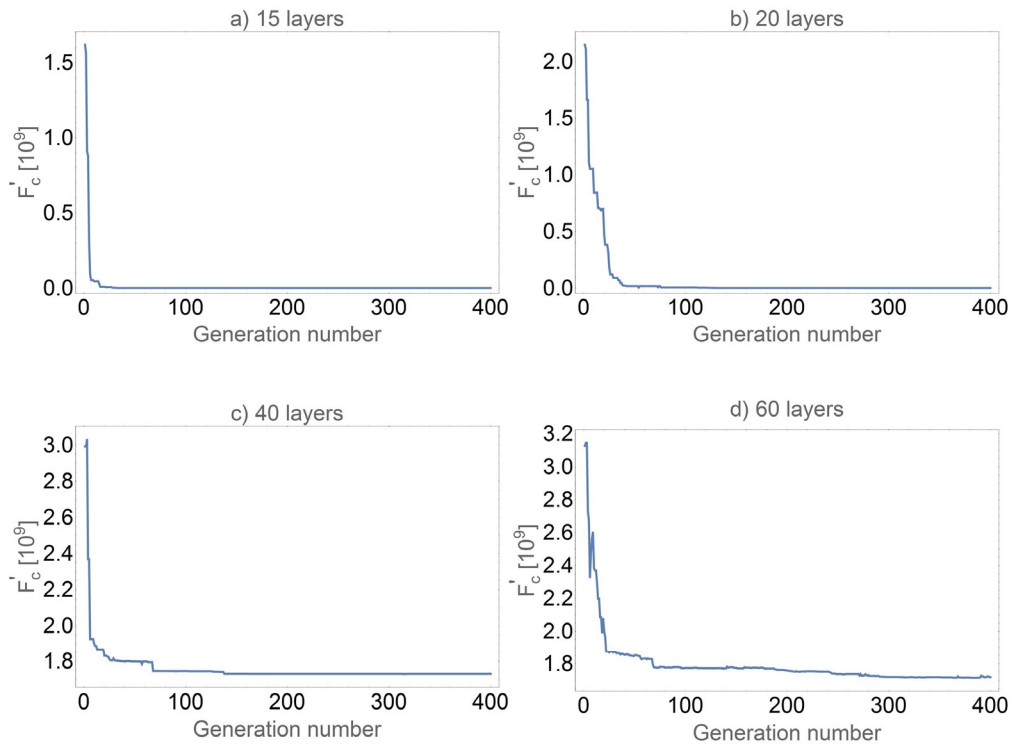 a) 15 layers
1.5
1.0
0.5
0.0
F'c [10⁹]
0 100 200 300 400
Generation number
b) 20 layers
2.0
1.5
1.0
0.5
0.0
F'c [10⁹]
0 100 200 300 400
Generation number
c) 40 layers
3.0
2.8
2.6
2.4
2.2
2.0
1.8
F'c [10⁹]
0 100 200 300 400
Generation number
d) 60 layers
3.2
3.0
2.8
2.6
2.4
2.2
2.0
1.8
F'c [10⁹]
0 100 200 300 400
Generation number